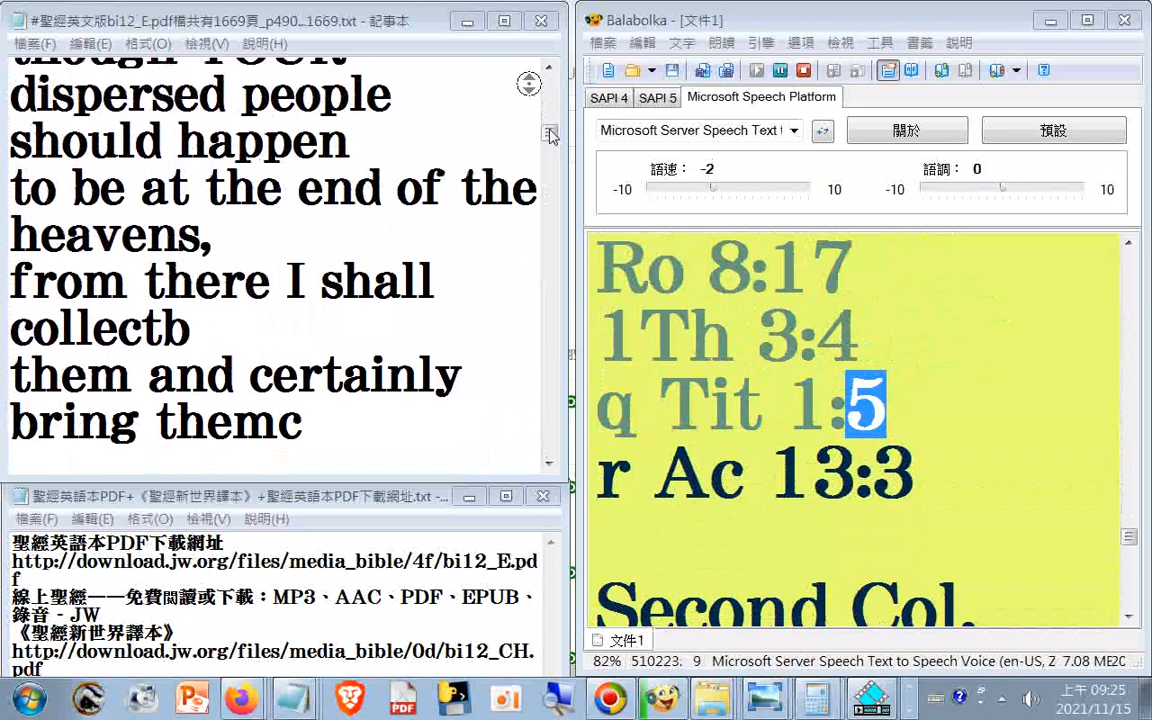 #聖經英文版bi12_E.pdf檔共有1669頁_p490...1669.txt - 記事本
檔案(F) 編輯(E) 格式(O) 檢視(V) 說明(H)
though YOUR
dispersed people
should happen
to be at the end of the
heavens,
from there I shall
collectb
them and certainly
bring themc
聖經英語本PDF+《聖經新世界譯本》+聖經英語本PDF下載網址.txt - ...
檔案(F) 編輯(E) 格式(O) 檢視(V) 說明(H)
聖經英語本PDF下載網址
http://download.jw.org/files/media_bible/4f/bi12_E.pd
f
線上聖經——免費閱讀或下載：MP3、AAC、PDF、EPUB、
錄音 - JW
《聖經新世界譯本》
http://download.jw.org/files/media_bible/0d/bi12_CH.
pdf
Balabolka - [文件1]
檔案 編輯 文字 朗讀 引擎 選項 檢視 工具 書籤 說明
SAPI 4 SAPI 5 Microsoft Speech Platform
Microsoft Server Speech Text t 關於 預設
語速： -2 語調： 0
-10 10 -10 10
Ro 8:17
1Th 3:4
q Tit 1:5
r Ac 13:3
Second Col.
文件1
82% 510223. 9 Microsoft Server Speech Text to Speech Voice (en-US, Z 7.08 ME20
上午 09:25
2021/11/15